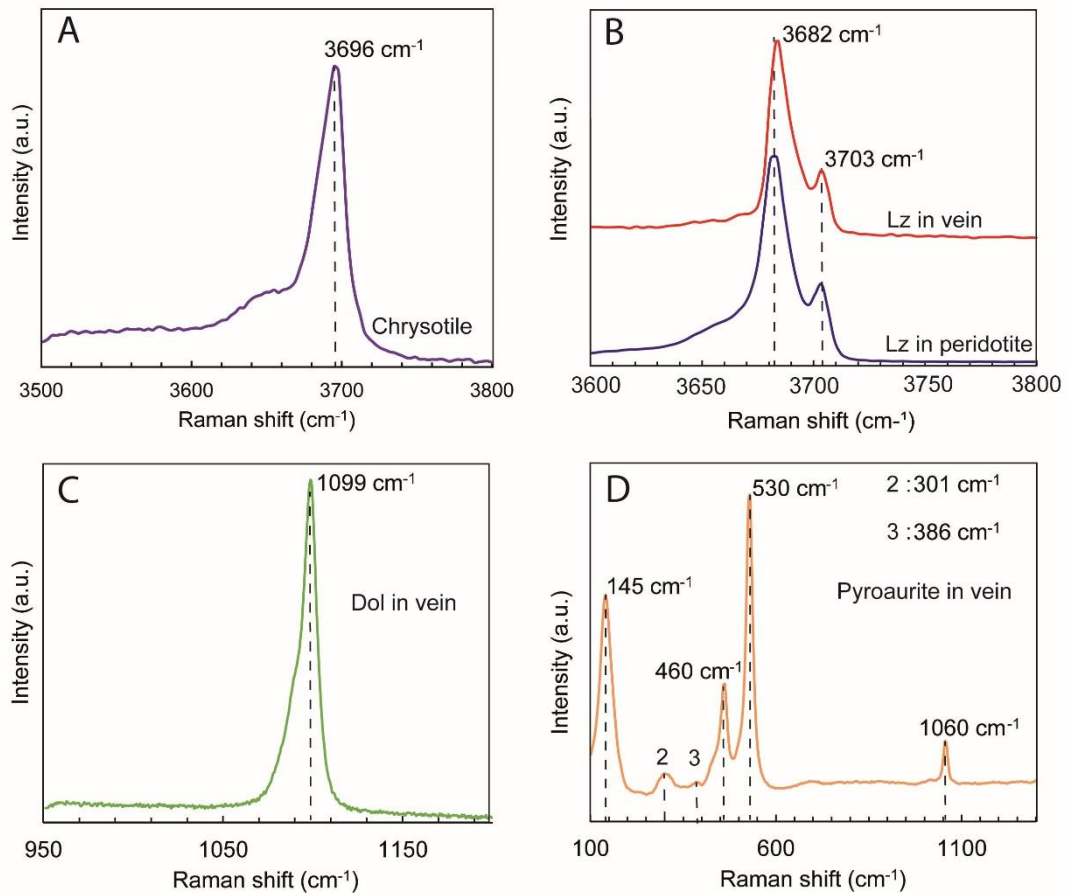 A
3696 cm⁻¹
Intensity (a.u.)
Chrysotile
3500 3600 3700 3800
Raman shift (cm⁻¹)
B
3682 cm⁻¹
3703 cm⁻¹
Intensity (a.u.)
Lz in vein
Lz in peridotite
3600 3650 3700 3750 3800
Raman shift (cm-¹)
C
1099 cm⁻¹
Intensity (a.u.)
Dol in vein
950 1050 1150
Raman shift (cm⁻¹)
D
530 cm⁻¹
2 :301 cm⁻¹
3 :386 cm⁻¹
145 cm⁻¹
Pyroaurite in vein
Intensity (a.u.)
460 cm⁻¹
1060 cm⁻¹
2 3
100 600 1100
Raman shift (cm⁻¹)